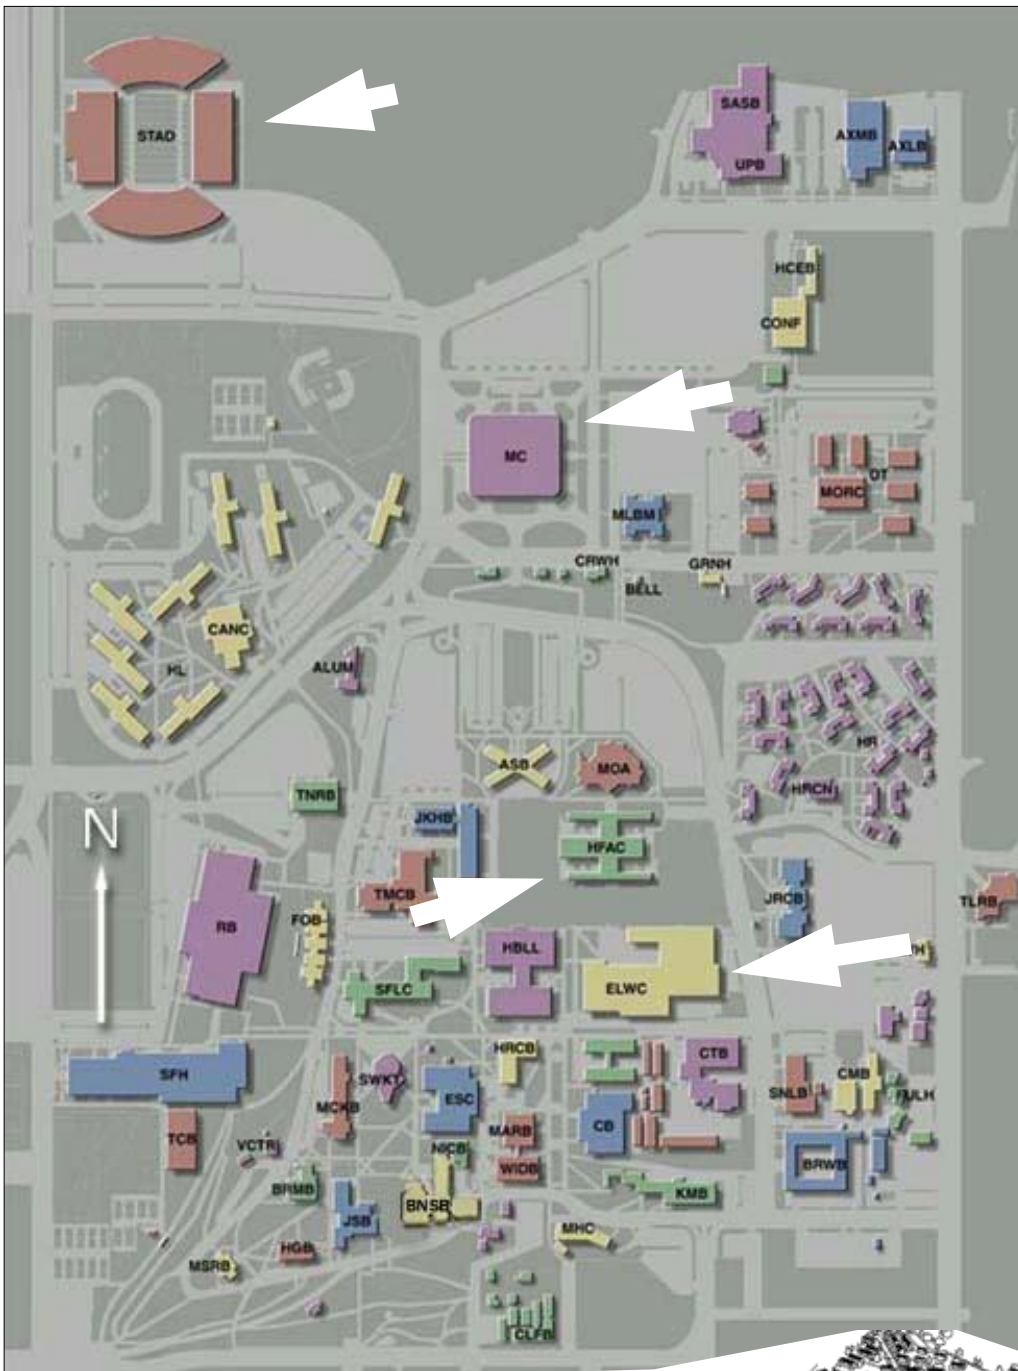 STAD
SASB
AXMB
AXLB
UPB
HCEB
CONF
MC
DT
MORC
MLBM
CRWH
GRNH
BELL
CANC
ALUM
HL
HR
ASB
MOA
HRCN
TNRB
JKHB
HFAC
N
TMCB
JRCB
TLRB
FOB
RB
HBLL
ELWC
SFLC
HRCB
CTB
SFH
SWKT
ESC
SNLB
CMB
FULH
MCKB
CB
MARB
TCB
VCTR
NICB
WIDB
BRWB
BRMB
KMB
BNSB
JSB
MHC
HGB
MSRB
CLFB